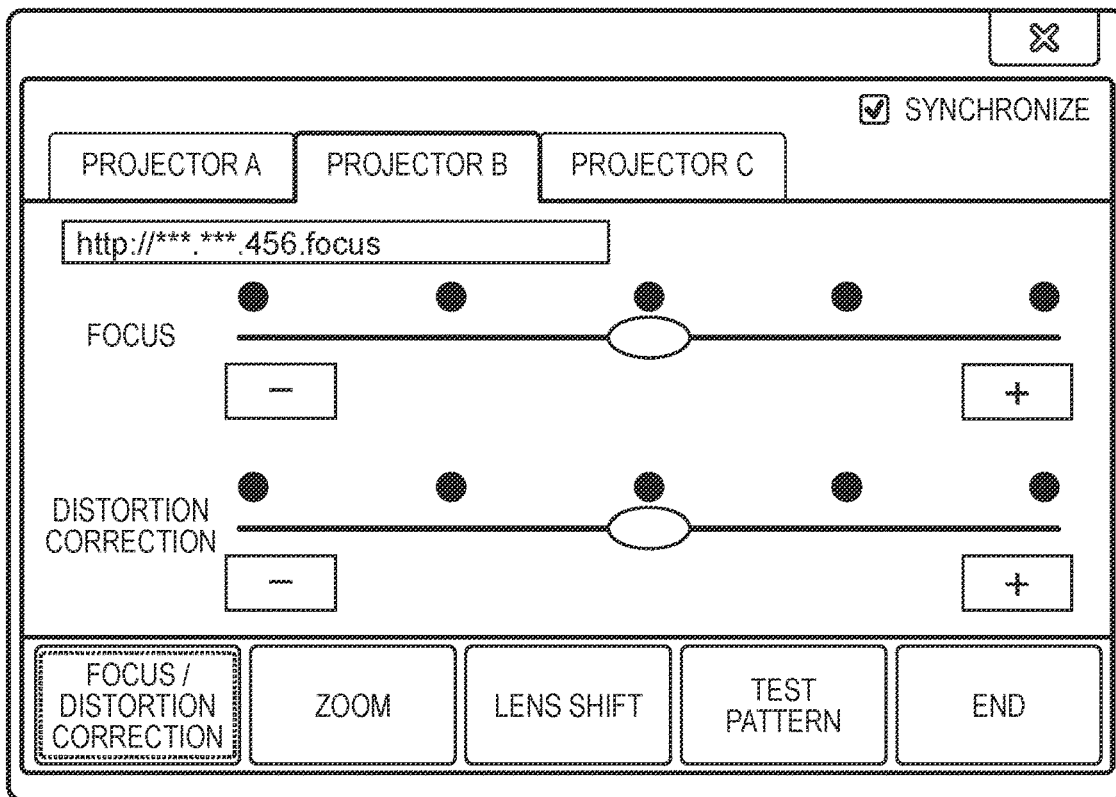 SYNCHRONIZE
PROJECTOR A
PROJECTOR B
PROJECTOR C
http://***.***.456.focus
FOCUS
− +
DISTORTION
CORRECTION
− +
FOCUS /
DISTORTION
CORRECTION
ZOOM
LENS SHIFT
TEST
PATTERN
END